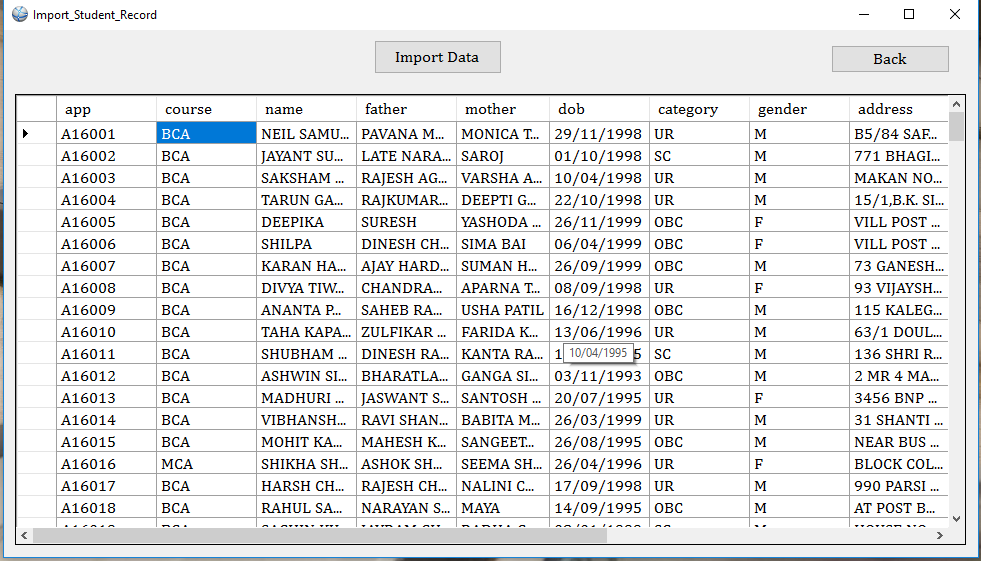 Import_Student_Record
Import Data
Back
app course name father mother dob category gender address
A16001 BCA NEIL SAMU... PAVANA M... MONICA T... 29/11/1998 UR M B5/84 SAF...
A16002 BCA JAYANT SU... LATE NARA... SAROJ 01/10/1998 SC M 771 BHAGI...
A16003 BCA SAKSHAM ... RAJESH AG... VARSHA A... 10/04/1998 UR M MAKAN NO...
A16004 BCA TARUN GA... RAJKUMAR... DEEPTI G... 22/10/1998 UR M 15/1,B.K. SI...
A16005 BCA DEEPIKA SURESH YASHODA ... 26/11/1999 OBC F VILL POST ...
A16006 BCA SHILPA DINESH CH... SIMA BAI 06/04/1999 OBC F VILL POST ...
A16007 BCA KARAN HA... AJAY HARD... SUMAN H... 26/09/1999 OBC M 73 GANESH...
A16008 BCA DIVYA TIW... CHANDRA... APARNA T... 08/09/1998 UR F 93 VIJAYSH...
A16009 BCA ANANTA P... SAHEB RA... USHA PATIL 16/12/1998 OBC M 115 KALEG...
A16010 BCA TAHA KAPA... ZULFIKAR ... FARIDA K... 13/06/1996 UR M 63/1 DOUL...
A16011 BCA SHUBHAM ... DINESH RA... KANTA RA... 10/04/1995 SC M 136 SHRI R...
A16012 BCA ASHWIN SI... BHARATLA... GANGA SI... 03/11/1993 OBC M 2 MR 4 MA...
A16013 BCA MADHURI ... JASWANT S... SANTOSH ... 20/07/1995 UR F 3456 BNP ...
A16014 BCA VIBHANSH... RAVI SHAN... BABITA M... 26/03/1999 UR M 31 SHANTI ...
A16015 BCA MOHIT KA... MAHESH K... SANGEET... 26/08/1995 OBC M NEAR BUS ...
A16016 MCA SHIKHA SH... ASHOK SH... SEEMA SH... 26/04/1996 UR F BLOCK COL...
A16017 BCA HARSH CH... RAJESH CH... NALINI C... 17/09/1998 UR M 990 PARSI ...
A16018 BCA RAHUL SA... NARAYAN S... MAYA 14/09/1995 OBC M AT POST B...